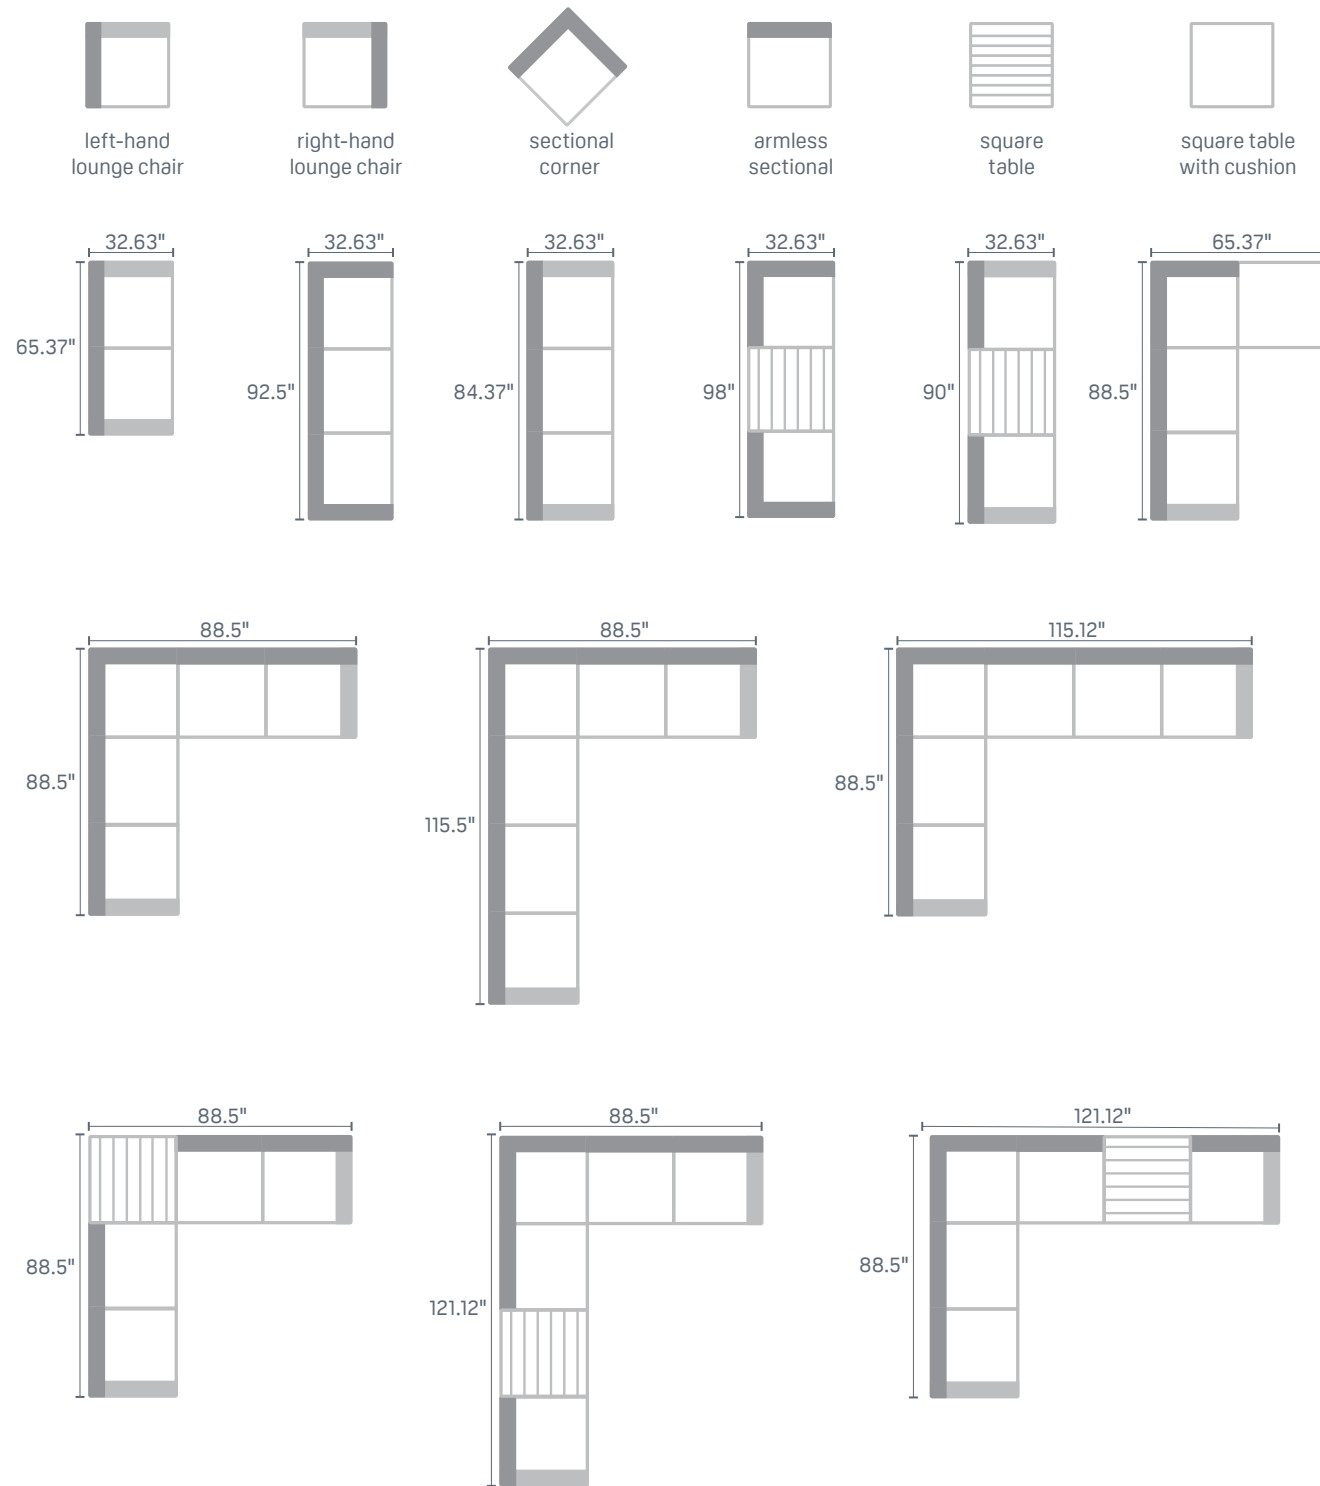 left-hand
lounge chair
right-hand
lounge chair
sectional
corner
armless
sectional
square
table
square table
with cushion
32.63"
32.63"
32.63"
32.63"
32.63"
65.37"
65.37"
92.5"
84.37"
98"
90"
88.5"
88.5"
88.5"
115.12"
88.5"
115.5"
88.5"
88.5"
88.5"
121.12"
88.5"
121.12"
88.5"